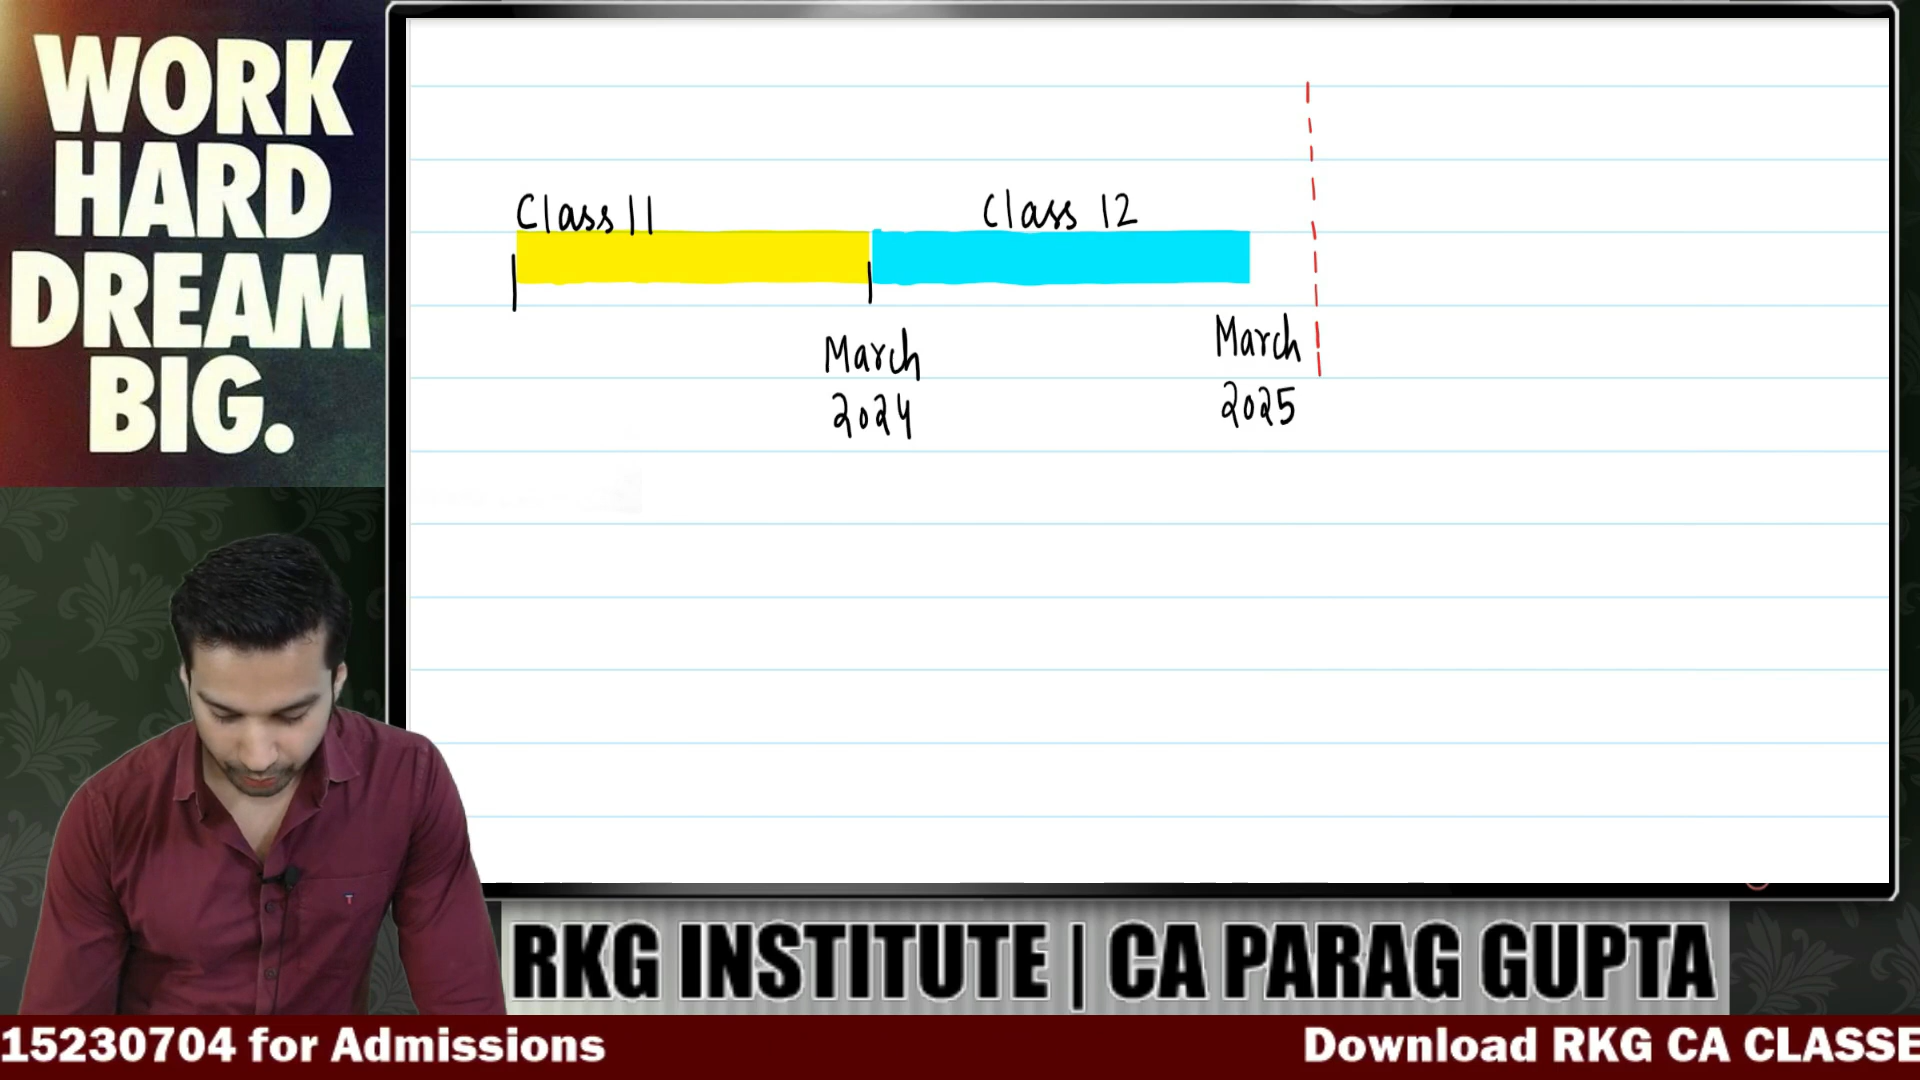 WORK
HARD
DREAM
BIG.
Class 11
Class 12
March
2024
March
2025
RKG INSTITUTE | CA PARAG GUPTA
15230704 for Admissions
Download RKG CA CLASSE